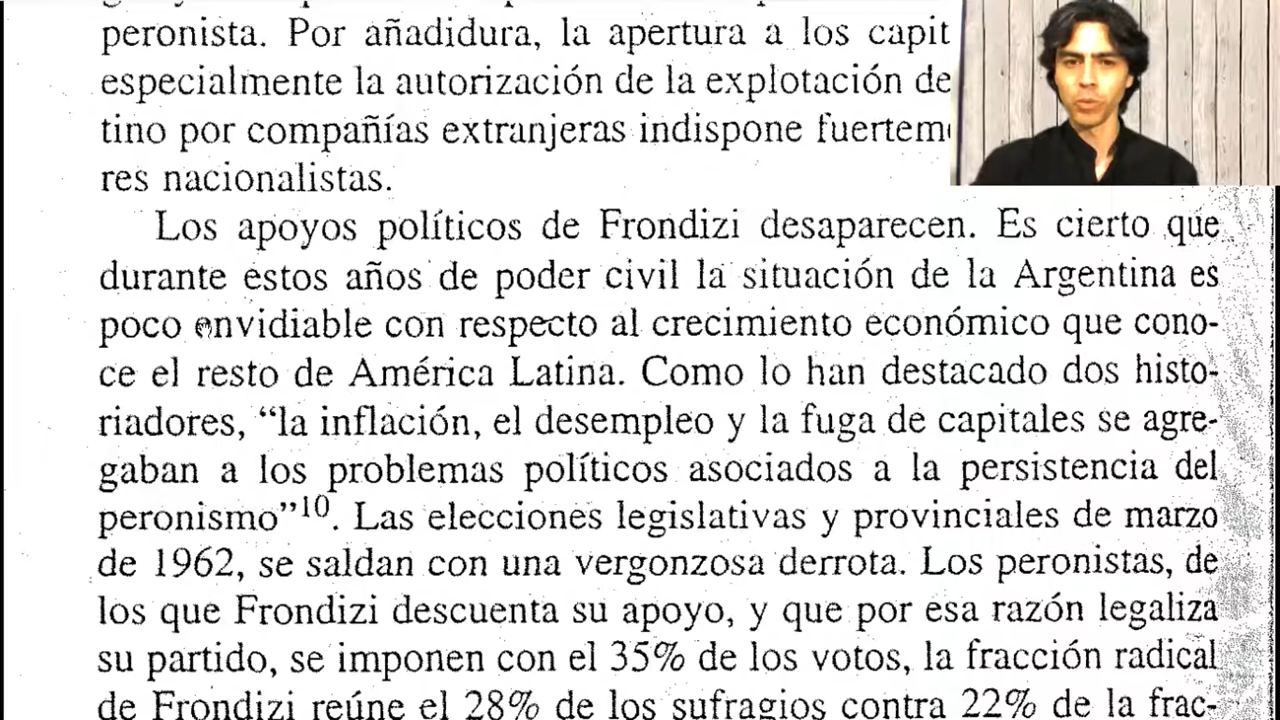 peronista. Por añadidura, la apertura a los capit
especialmente la autorización de la explotación de
tino por compañías extranjeras indispone fuertem
res nacionalistas.
Los apoyos políticos de Frondizi desaparecen. Es cierto que
durante estos años de poder civil la situación de la Argentina es
poco envidiable con respecto al crecimiento económico que cono-
ce el resto de América Latina. Como lo han destacado dos histo-
riadores, “la inflación, el desempleo y la fuga de capitales se agre-
gaban a los problemas políticos asociados a la persistencia del
peronismo”10. Las elecciones legislativas y provinciales de marzo
de 1962, se saldan con una vergonzosa derrota. Los peronistas, de
los que Frondizi descuenta su apoyo, y que por esa razón legaliza
su partido, se imponen con el 35% de los votos, la fracción radical
de Frondizi reúne el 28% de los sufragios contra 22% de la frac-